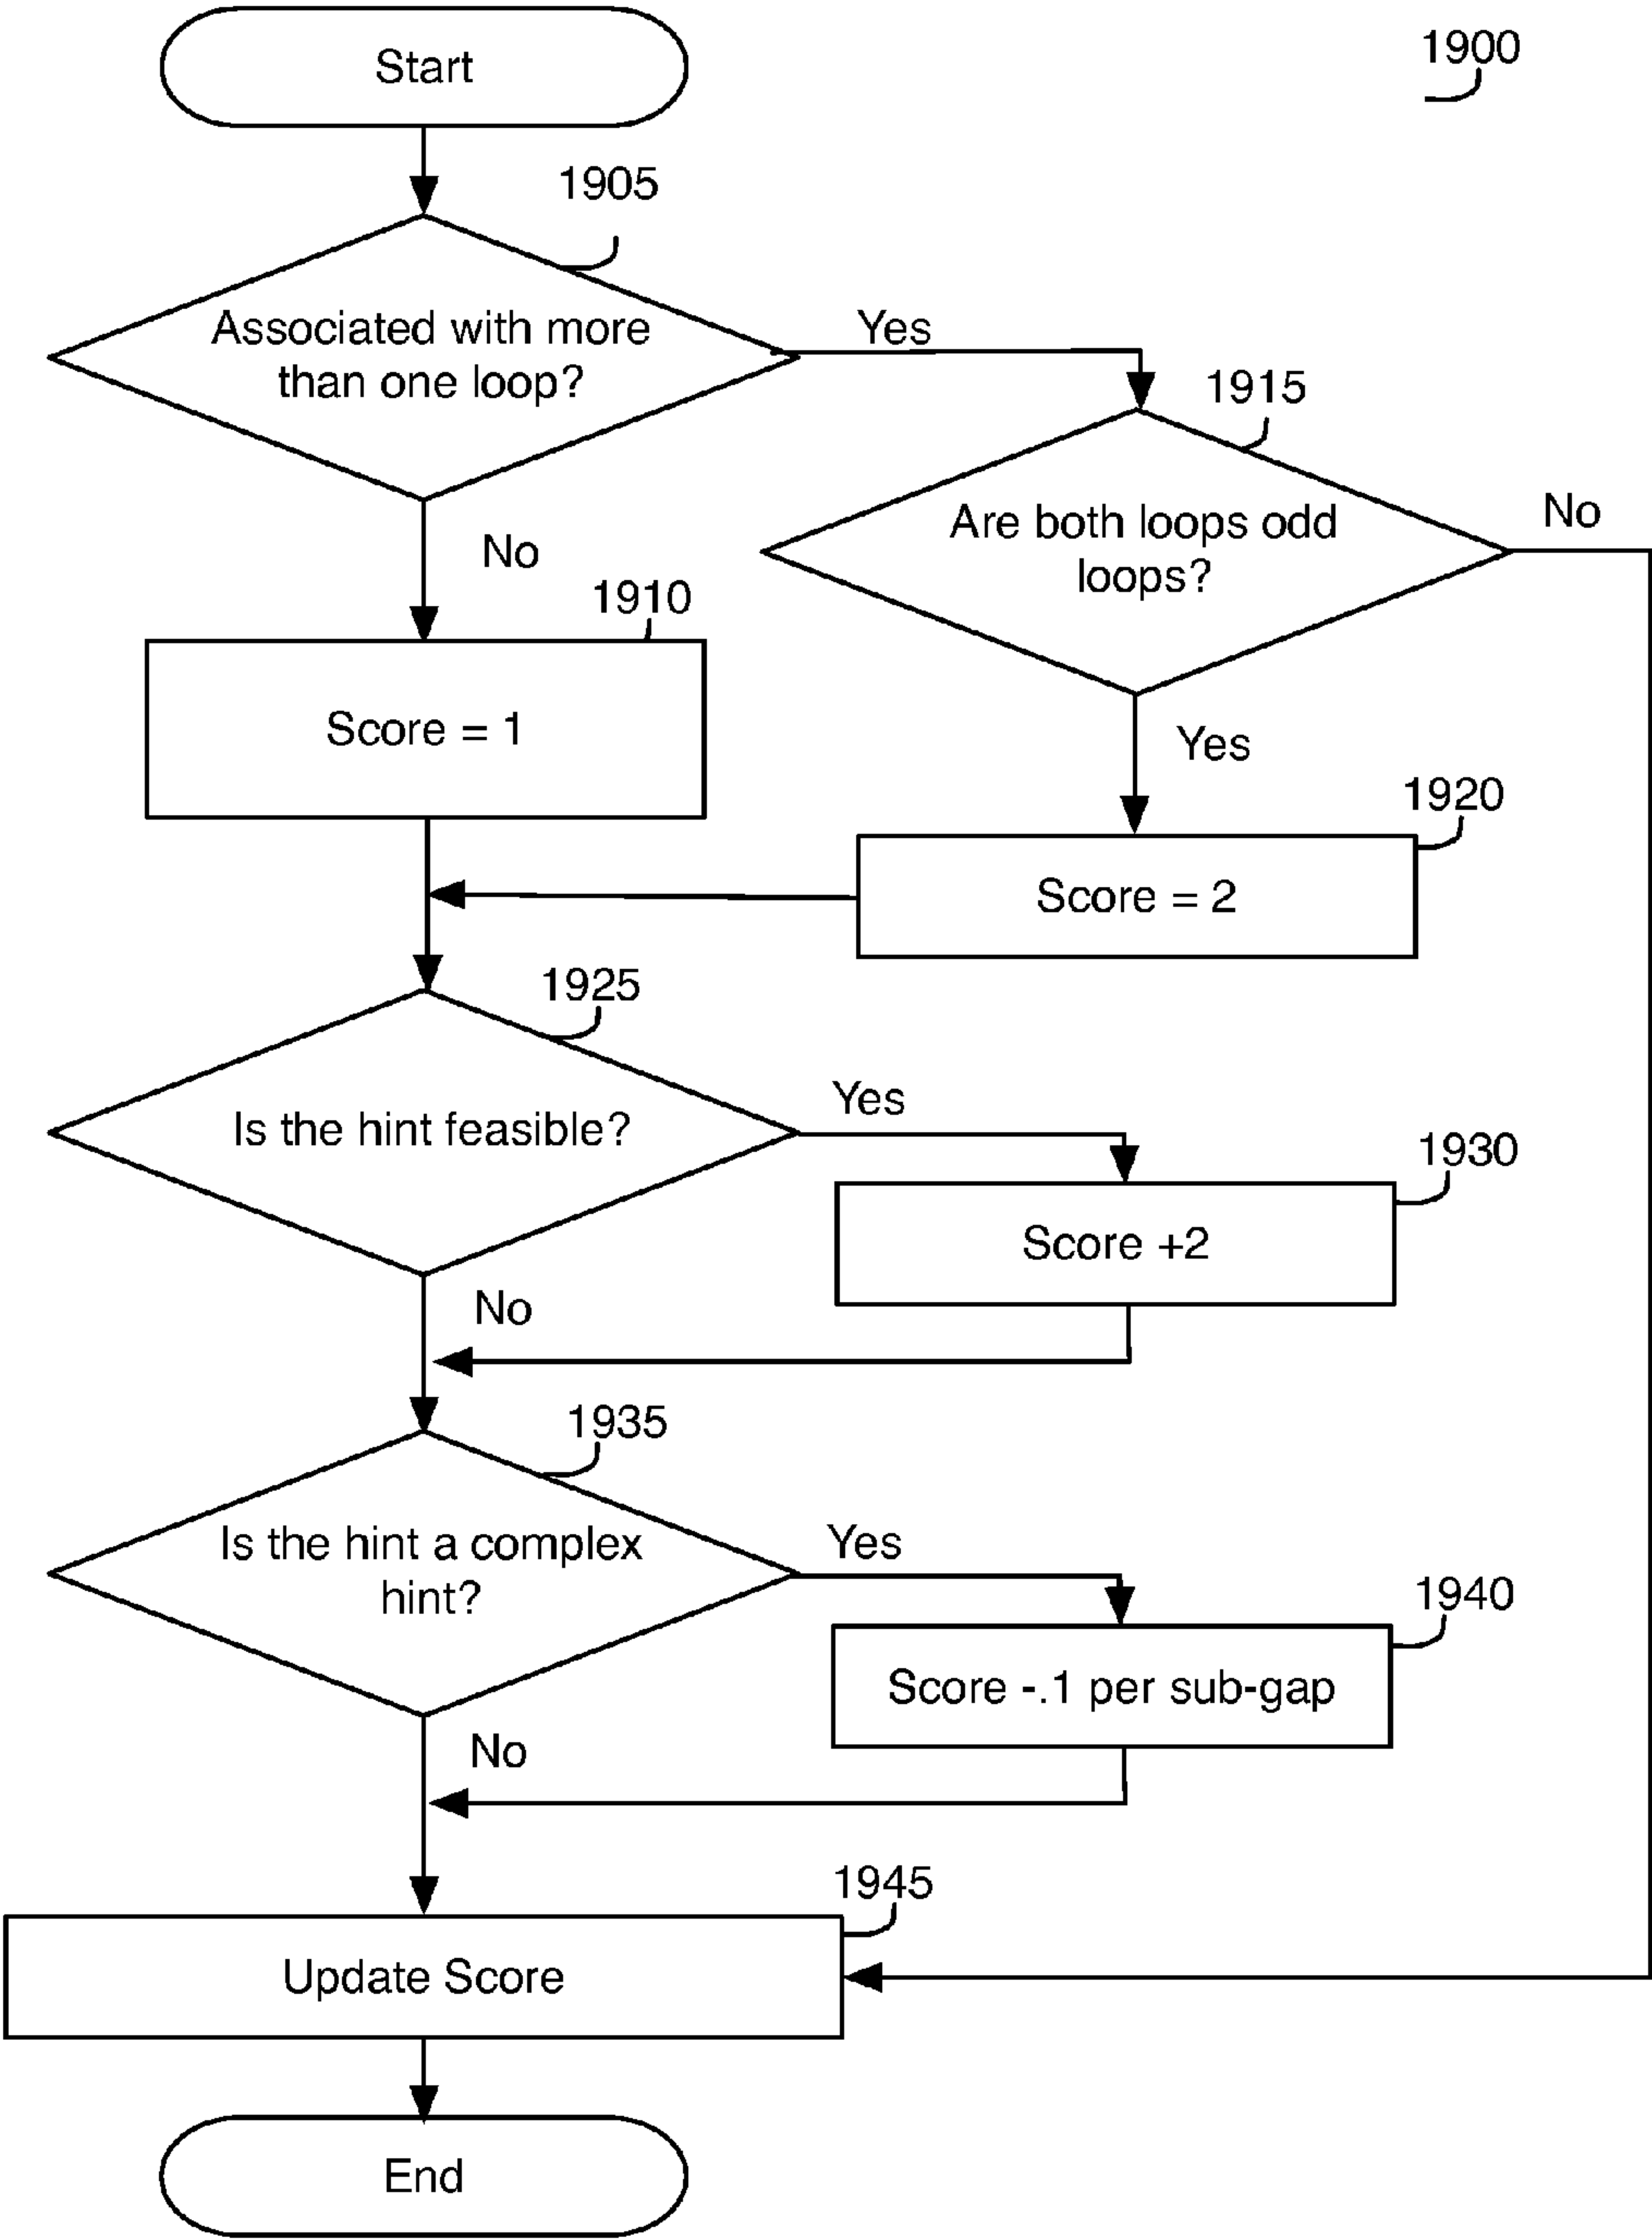 Start
1900
1905
Associated with more
than one loop?
Yes
1915
Are both loops odd
loops?
No
No
1910
Score = 1
Yes
1920
Score = 2
1925
Is the hint feasible?
Yes
1930
Score +2
No
1935
Is the hint a complex
hint?
Yes
1940
Score -.1 per sub-gap
No
1945
Update Score
End